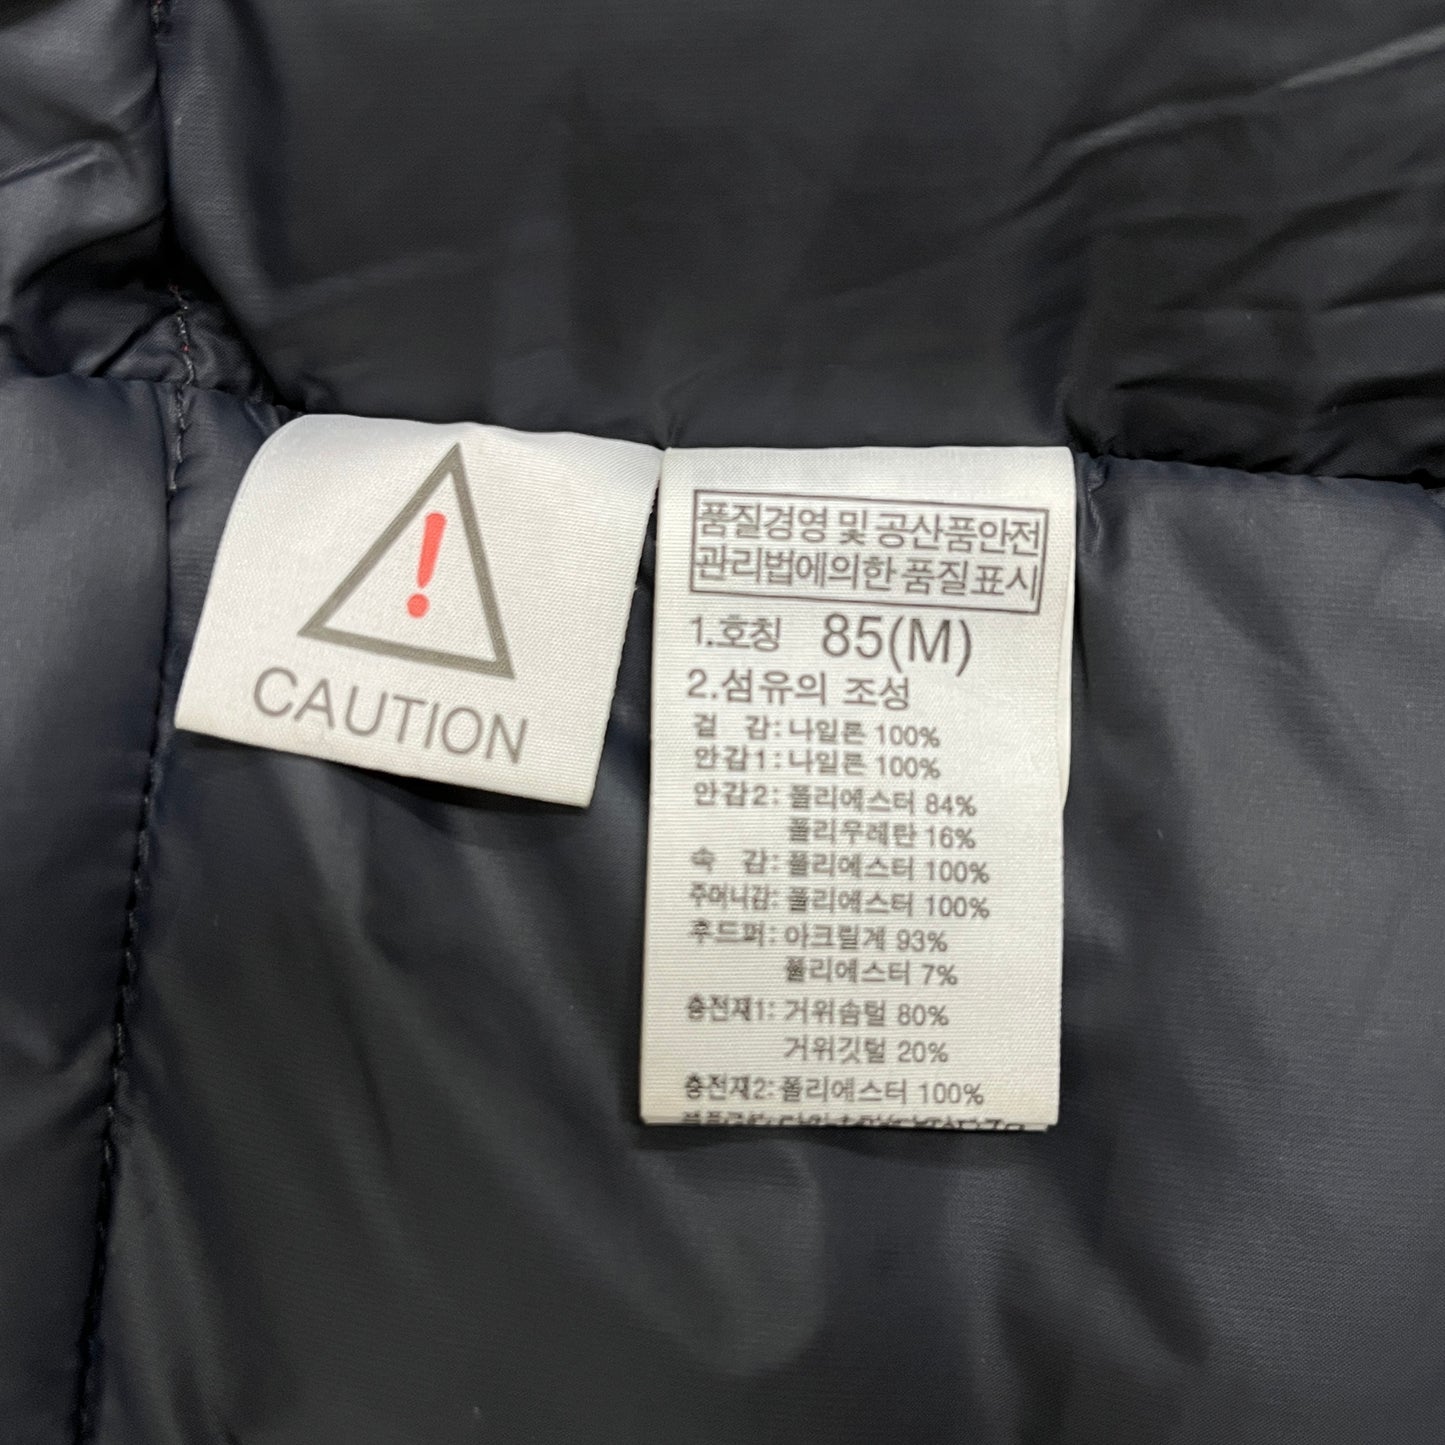 !
CAUTION
품질경영 및 공산품안전
관리법에의한 품질표시
1.호칭 85(M)
2.섬유의 조성
겉 감:나일론 100%
안감1:나일론 100%
안감2:폴리에스터 84%
폴리우레탄 16%
속 감:폴리에스터 100%
주머니감:폴리에스터 100%
후드퍼:아크릴계 93%
폴리에스터 7%
충전재1:거위솜털 80%
거위깃털 20%
충전재2:폴리에스터 100%